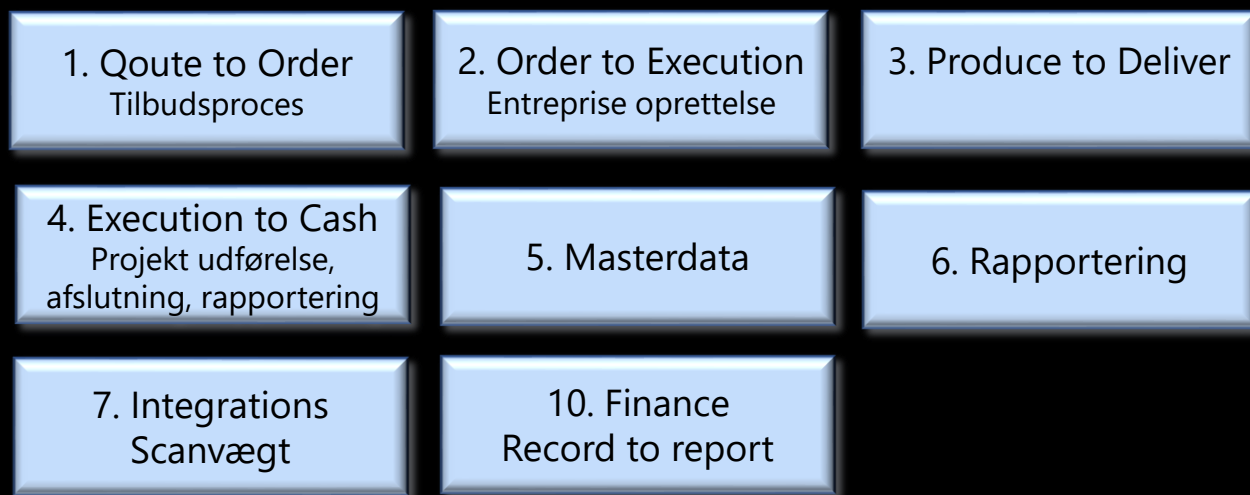 1. Qoute to Order
Tilbudsproces
2. Order to Execution
Entreprise oprettelse
3. Produce to Deliver
4. Execution to Cash
Projekt udførelse,
afslutning, rapportering
5. Masterdata
6. Rapportering
7. Integrations
Scanvægt
10. Finance
Record to report